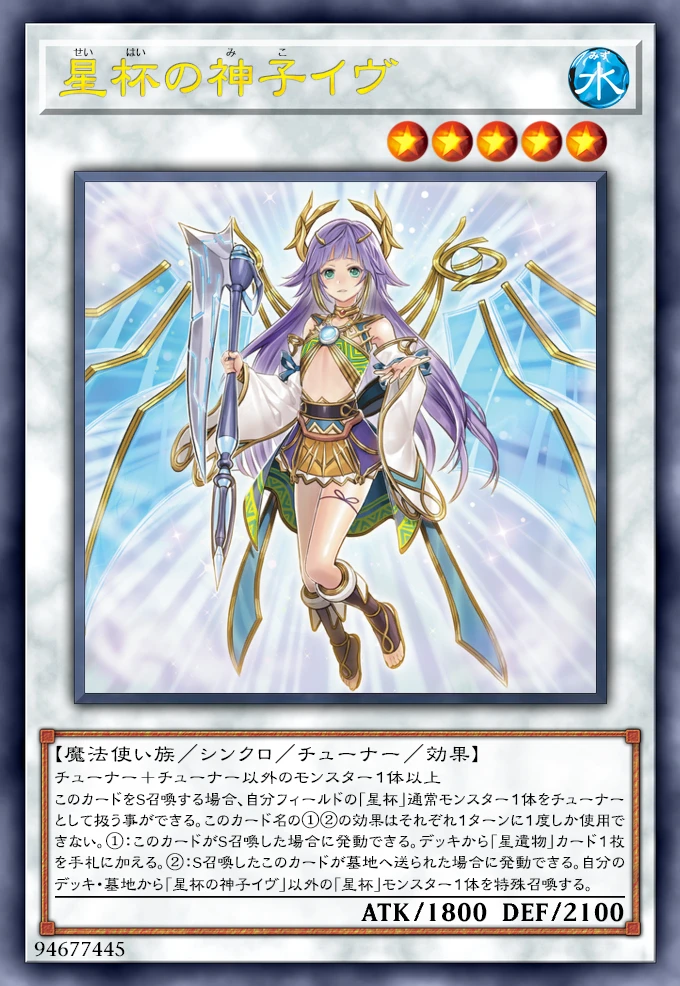 せい はい み こ
星杯の神子イヴ
みず
水
【魔法使い族／シンクロ／チューナー／効果】
チューナー＋チューナー以外のモンスター１体以上
このカードをS召喚する場合、自分フィールドの「星杯」通常モンスター１体をチューナー
として扱う事ができる。このカード名の①②の効果はそれぞれ１ターンに１度しか使用で
きない。①：このカードがS召喚した場合に発動できる。デッキから「星遺物」カード１枚
を手札に加える。②：S召喚したこのカードが墓地へ送られた場合に発動できる。自分の
デッキ・墓地から「星杯の神子イヴ」以外の「星杯」モンスター１体を特殊召喚する。
ATK/1800 DEF/2100
94677445